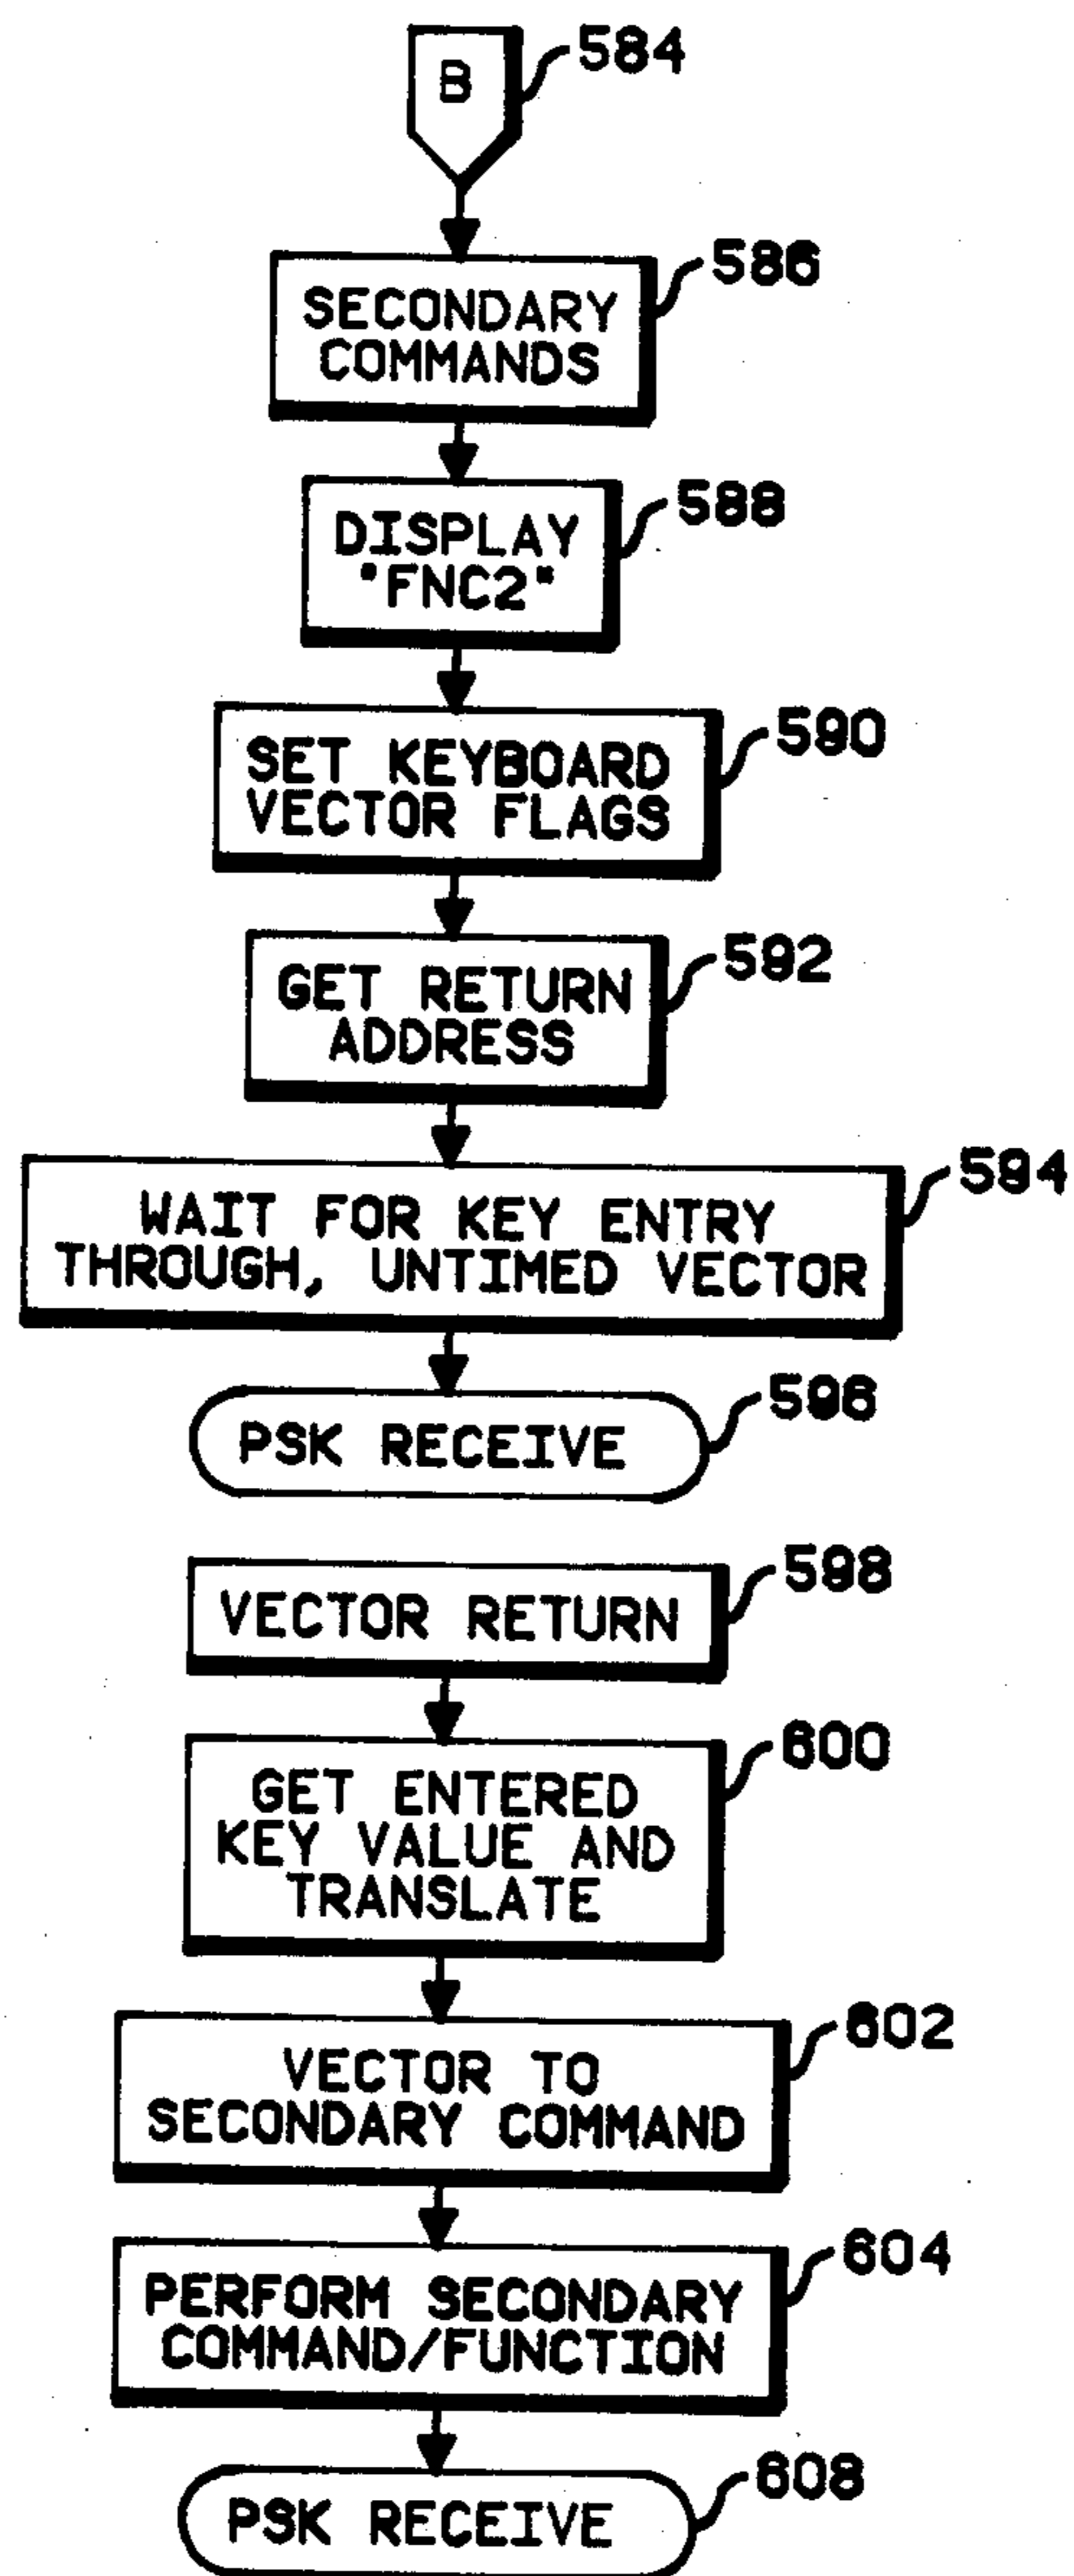 B
584
586
SECONDARY
COMMANDS
588
DISPLAY
"FNC2"
590
SET KEYBOARD
VECTOR FLAGS
592
GET RETURN
ADDRESS
594
WAIT FOR KEY ENTRY
THROUGH, UNTIMED VECTOR
596
PSK RECEIVE
598
VECTOR RETURN
600
GET ENTERED
KEY VALUE AND
TRANSLATE
602
VECTOR TO
SECONDARY COMMAND
604
PERFORM SECONDARY
COMMAND/FUNCTION
608
PSK RECEIVE